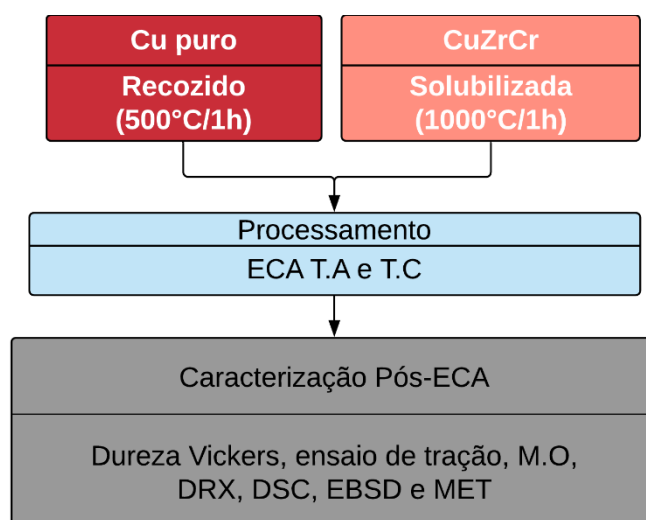 Cu puro
Recozido
(500°C/1h)
CuZrCr
Solubilizada
(1000°C/1h)
Processamento
ECA T.A e T.C
Caracterização Pós-ECA
Dureza Vickers, ensaio de tração, M.O,
DRX, DSC, EBSD e MET